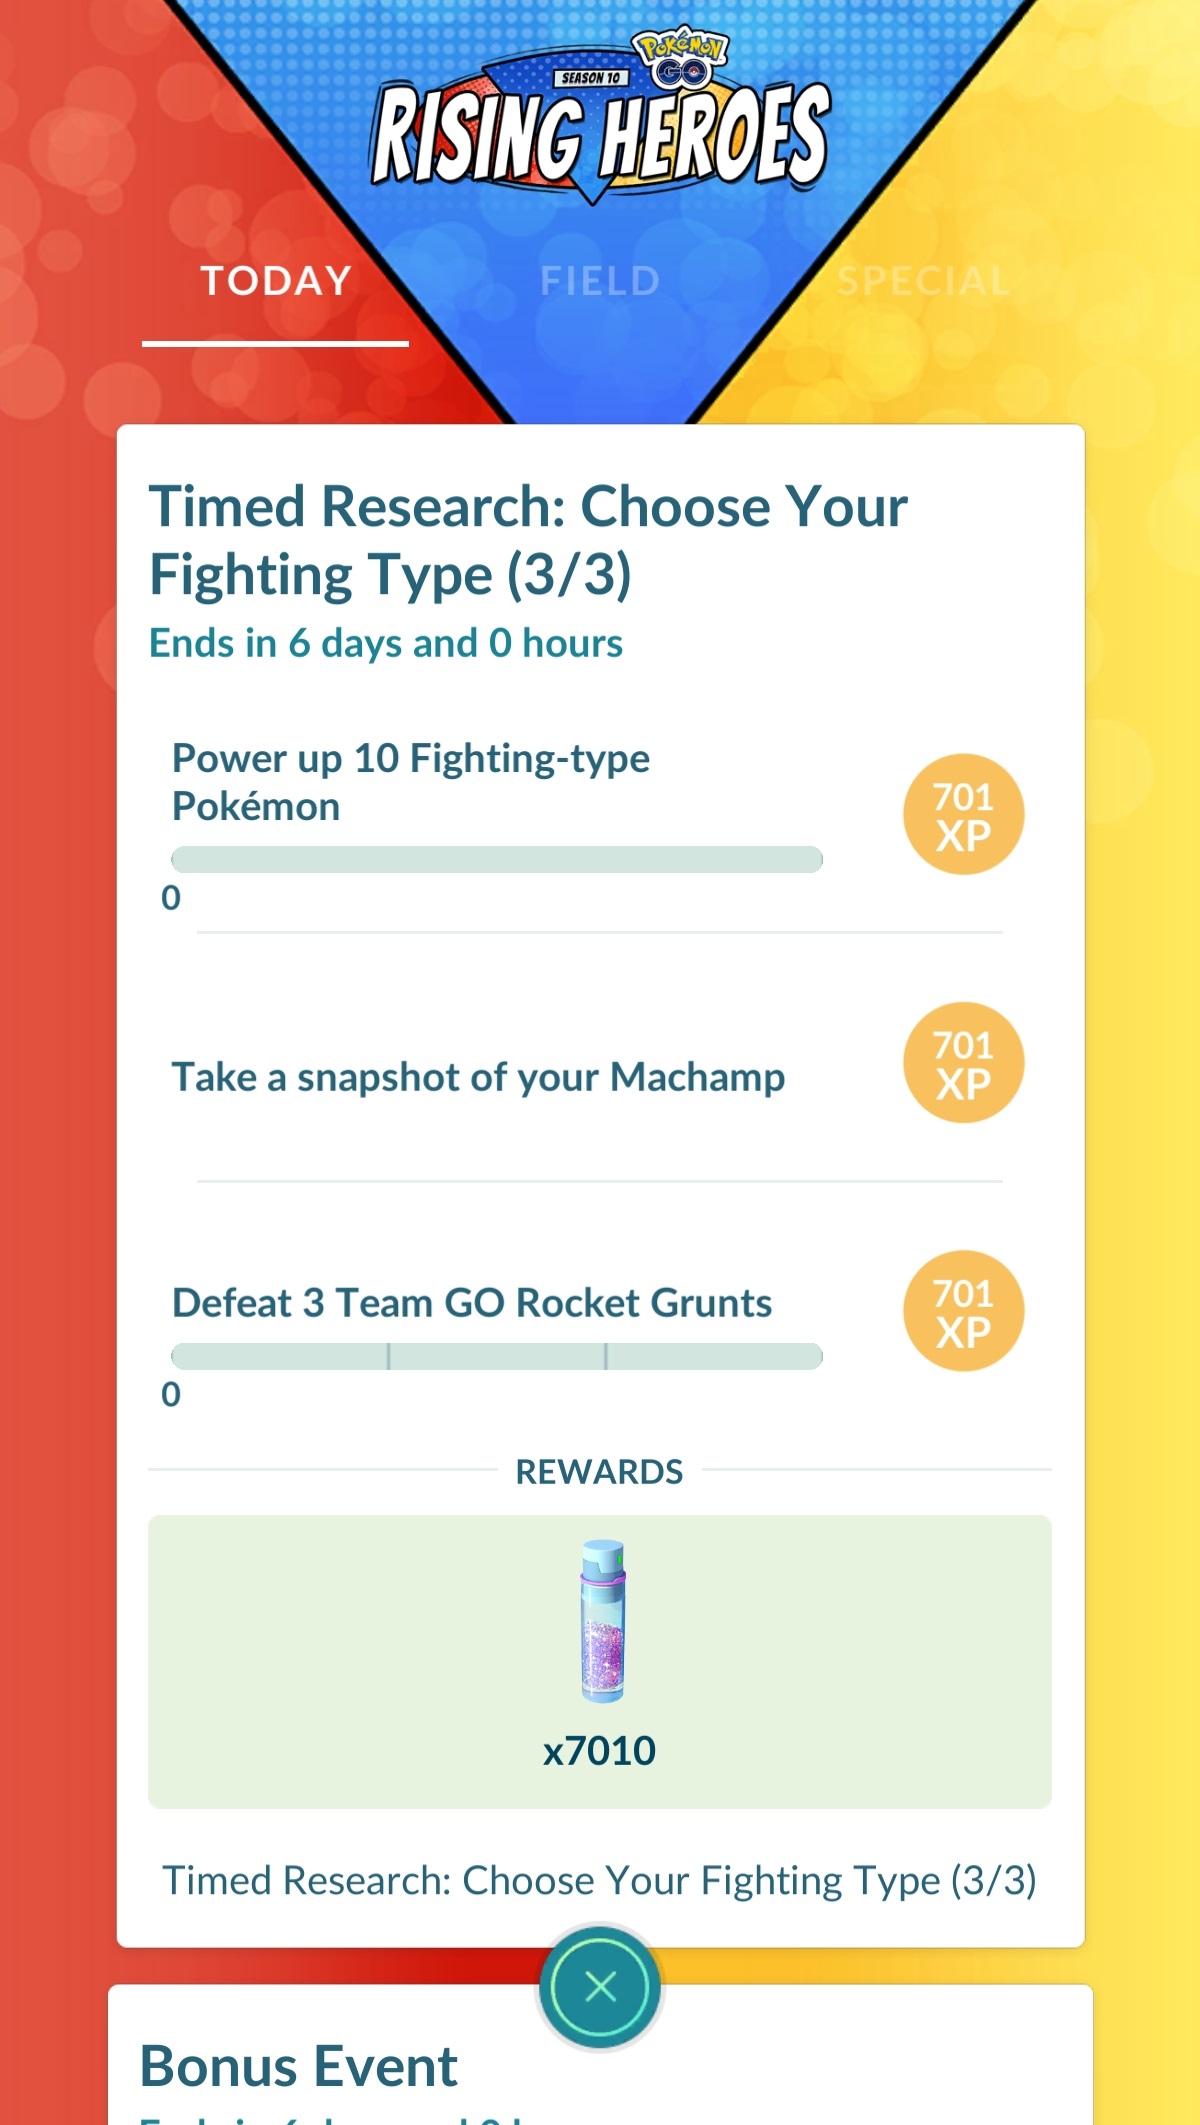 Pokémon
GO
SEASON 10
RISING HEROES
TODAY
FIELD
SPECIAL
Timed Research: Choose Your
Fighting Type (3/3)
Ends in 6 days and 0 hours
Power up 10 Fighting-type
Pokémon
701
XP
0
Take a snapshot of your Machamp
701
XP
Defeat 3 Team GO Rocket Grunts
701
XP
0
REWARDS
x7010
Timed Research: Choose Your Fighting Type (3/3)
Bonus Event